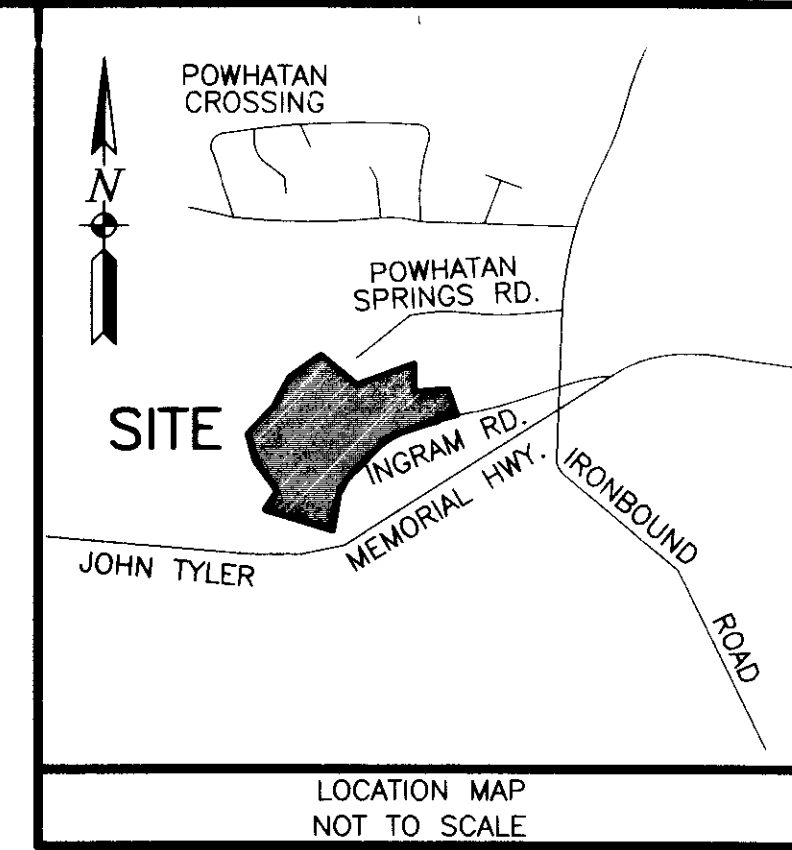 POWHATAN
CROSSING
N
POWHATAN
SPRINGS RD.
SITE
INGRAM RD.
MEMORIAL HWY.
IRONBOUND
JOHN TYLER
ROAD
LOCATION MAP
NOT TO SCALE